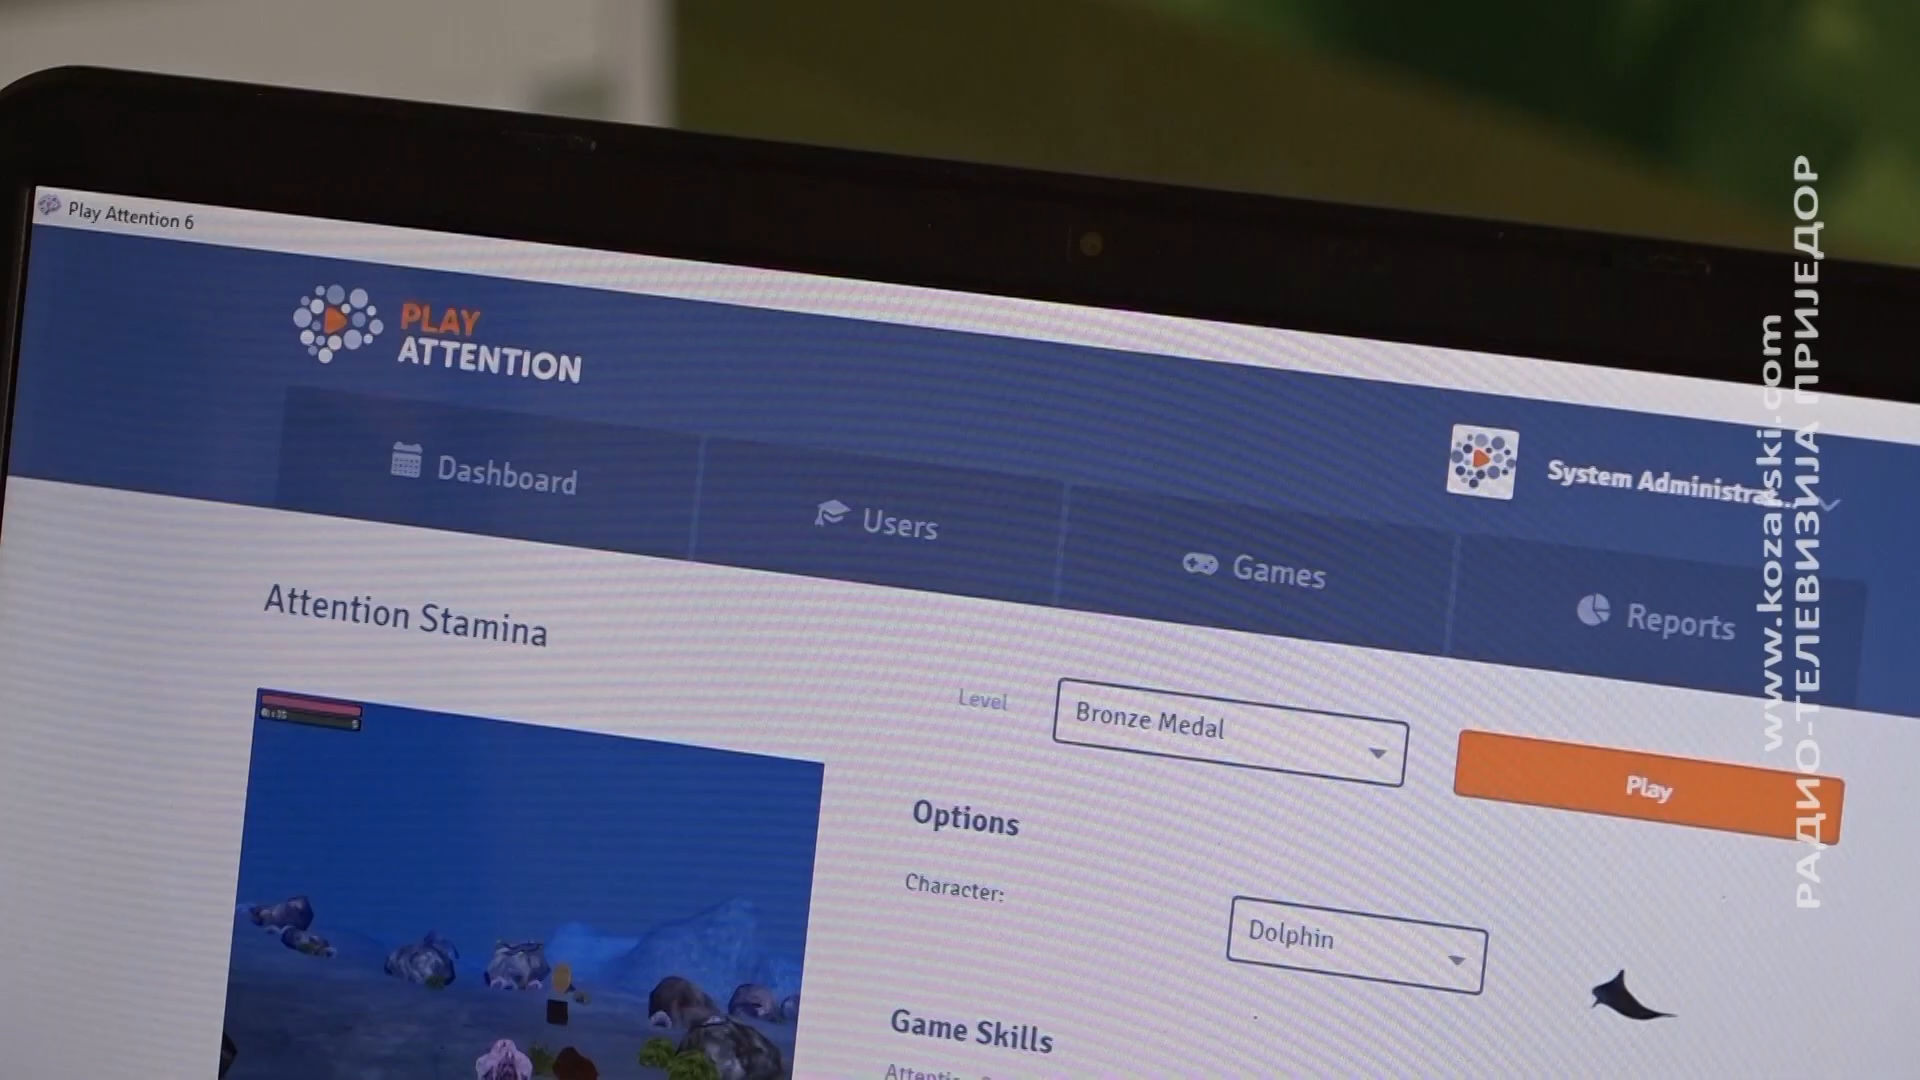 Play Attention 6
PLAY
ATTENTION
System Administra...
Dashboard
Users
Games
Reports
Attention Stamina
Level
Bronze Medal
Play
Options
Character:
Dolphin
Game Skills
www.kozarski.com
РАДИО-ТЕЛЕВИЗИЈА ПРИЈЕДОР